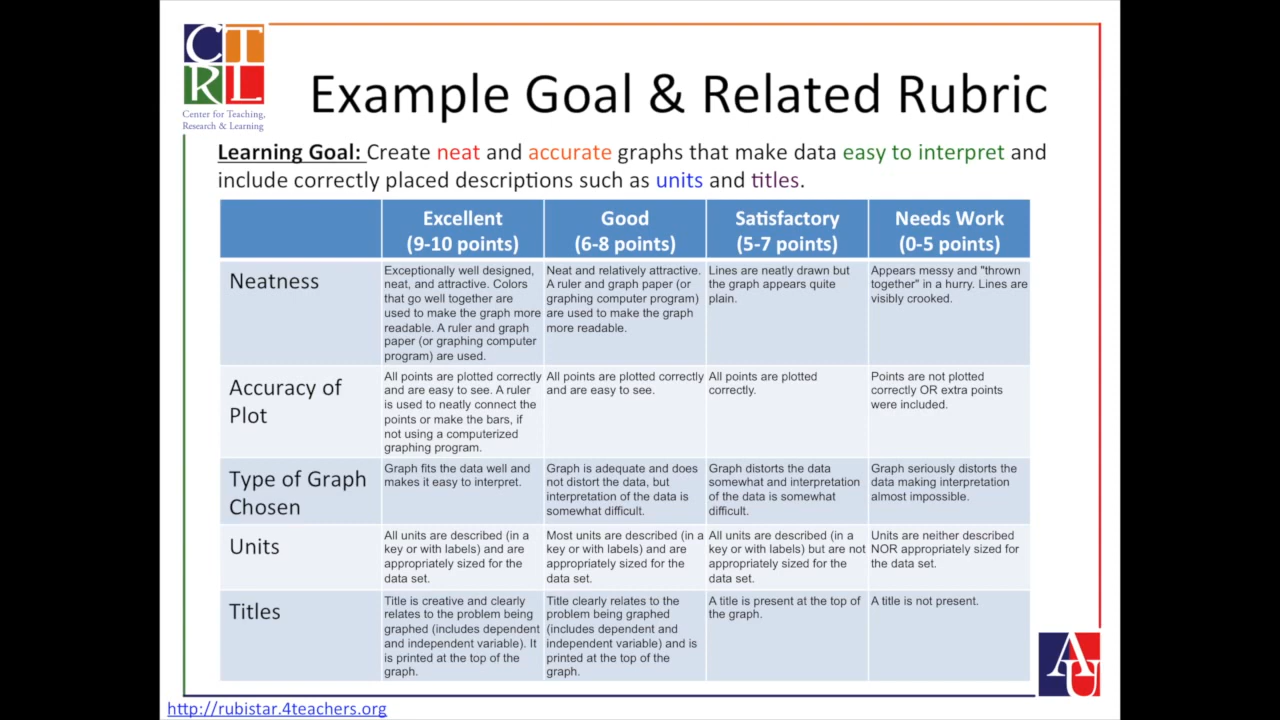 CT
RL
Center for Teaching,
Research & Learning
Example Goal & Related Rubric
Learning Goal: Create neat and accurate graphs that make data easy to interpret and
include correctly placed descriptions such as units and titles.
Excellent
(9-10 points)
Good
(6-8 points)
Satisfactory
(5-7 points)
Needs Work
(0-5 points)
Neatness
Exceptionally well designed,
neat, and attractive. Colors
that go well together are
used to make the graph more
readable. A ruler and graph
paper (or graphing computer
program) are used.
Neat and relatively attractive.
A ruler and graph paper (or
graphing computer program)
are used to make the graph
more readable.
Lines are neatly drawn but
the graph appears quite
plain.
Appears messy and "thrown
together" in a hurry. Lines are
visibly crooked.
Accuracy of
Plot
All points are plotted correctly
and are easy to see. A ruler
is used to neatly connect the
points or make the bars, if
not using a computerized
graphing program.
All points are plotted correctly
and are easy to see.
All points are plotted
correctly.
Points are not plotted
correctly OR extra points
were included.
Type of Graph
Chosen
Graph fits the data well and
makes it easy to interpret.
Graph is adequate and does
not distort the data, but
interpretation of the data is
somewhat difficult.
Graph distorts the data
somewhat and interpretation
of the data is somewhat
difficult.
Graph seriously distorts the
data making interpretation
almost impossible.
Units
All units are described (in a
key or with labels) and are
appropriately sized for the
data set.
Most units are described (in a
key or with labels) and are
appropriately sized for the
data set.
All units are described (in a
key or with labels) but are not
appropriately sized for the
data set.
Units are neither described
NOR appropriately sized for
the data set.
Titles
Title is creative and clearly
relates to the problem being
graphed (includes dependent
and independent variable). It
is printed at the top of the
graph.
Title clearly relates to the
problem being graphed
(includes dependent and
independent variable) and is
printed at the top of the
graph.
A title is present at the top of
the graph.
A title is not present.
AU
http://rubistar.4teachers.org